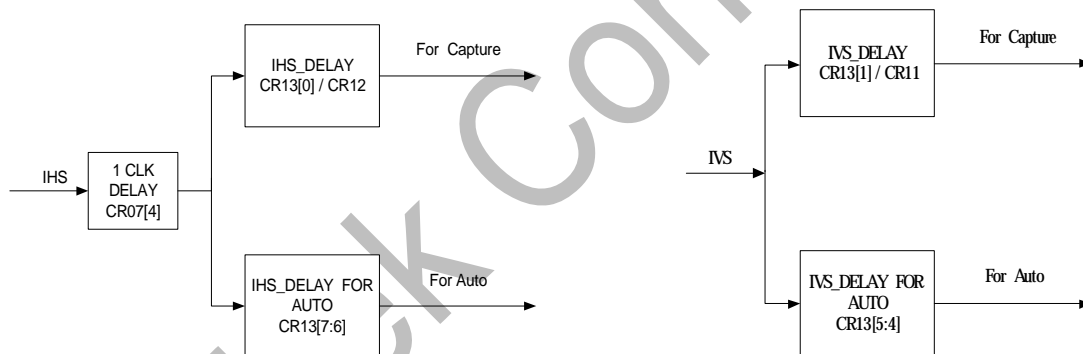 IHS
1 CLK
DELAY
CR07[4]
IHS_DELAY
CR13[0] / CR12
For Capture
IHS_DELAY FOR
AUTO
CR13[7:6]
For Auto
IVS
IVS_DELAY
CR13[1] / CR11
For Capture
IVS_DELAY FOR
AUTO
CR13[5:4]
For Auto